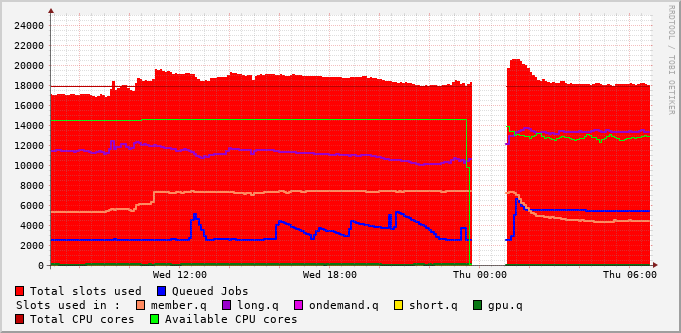 24000
22000
20000
18000
16000
14000
12000
10000
8000
6000
4000
2000
0
Wed 12:00 Wed 18:00 Thu 00:00 Thu 06:00
Total slots used Queued Jobs
Slots used in : member.q long.q ondemand.q short.q gpu.q
Total CPU cores Available CPU cores
RRDTOOL / TOBI OETIKER